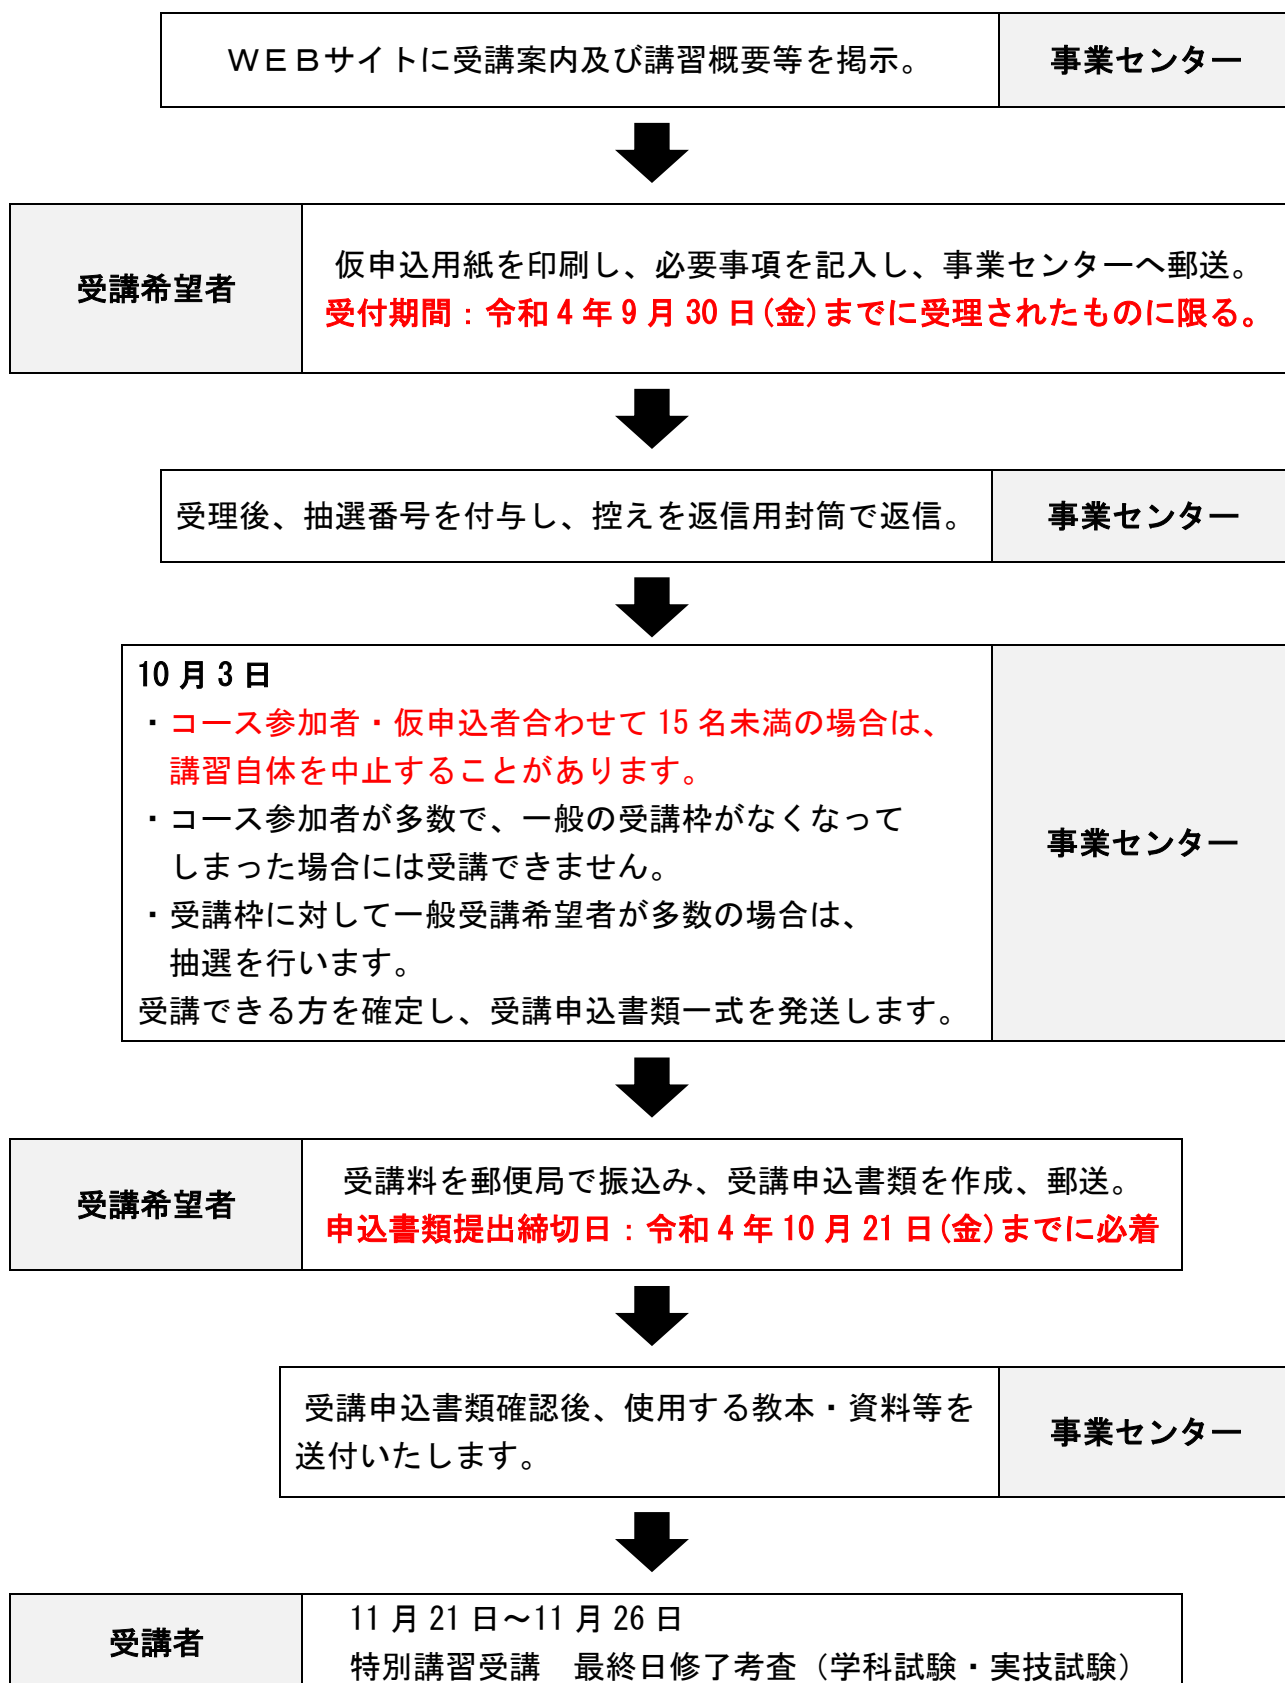 ＷＥＢサイトに受講案内及び講習概要等を掲示。
事業センター
受講希望者
仮申込用紙を印刷し、必要事項を記入し、事業センターへ郵送。
受付期間：令和４年９月 30 日(金)までに受理されたものに限る。
受理後、抽選番号を付与し、控えを返信用封筒で返信。
事業センター
10 月３日
・コース参加者・仮申込者合わせて 15 名未満の場合は、
講習自体を中止することがあります。
・コース参加者が多数で、一般の受講枠がなくなって
しまった場合には受講できません。
・受講枠に対して一般受講希望者が多数の場合は、
抽選を行います。
受講できる方を確定し、受講申込書類一式を発送します。
事業センター
受講希望者
受講料を郵便局で振込み、受講申込書類を作成、郵送。
申込書類提出締切日：令和４年 10 月 21 日(金)までに必着
受講申込書類確認後、使用する教本・資料等を
送付いたします。
事業センター
受講者
11 月 21 日～11 月 26 日
特別講習受講　最終日修了考査（学科試験・実技試験）